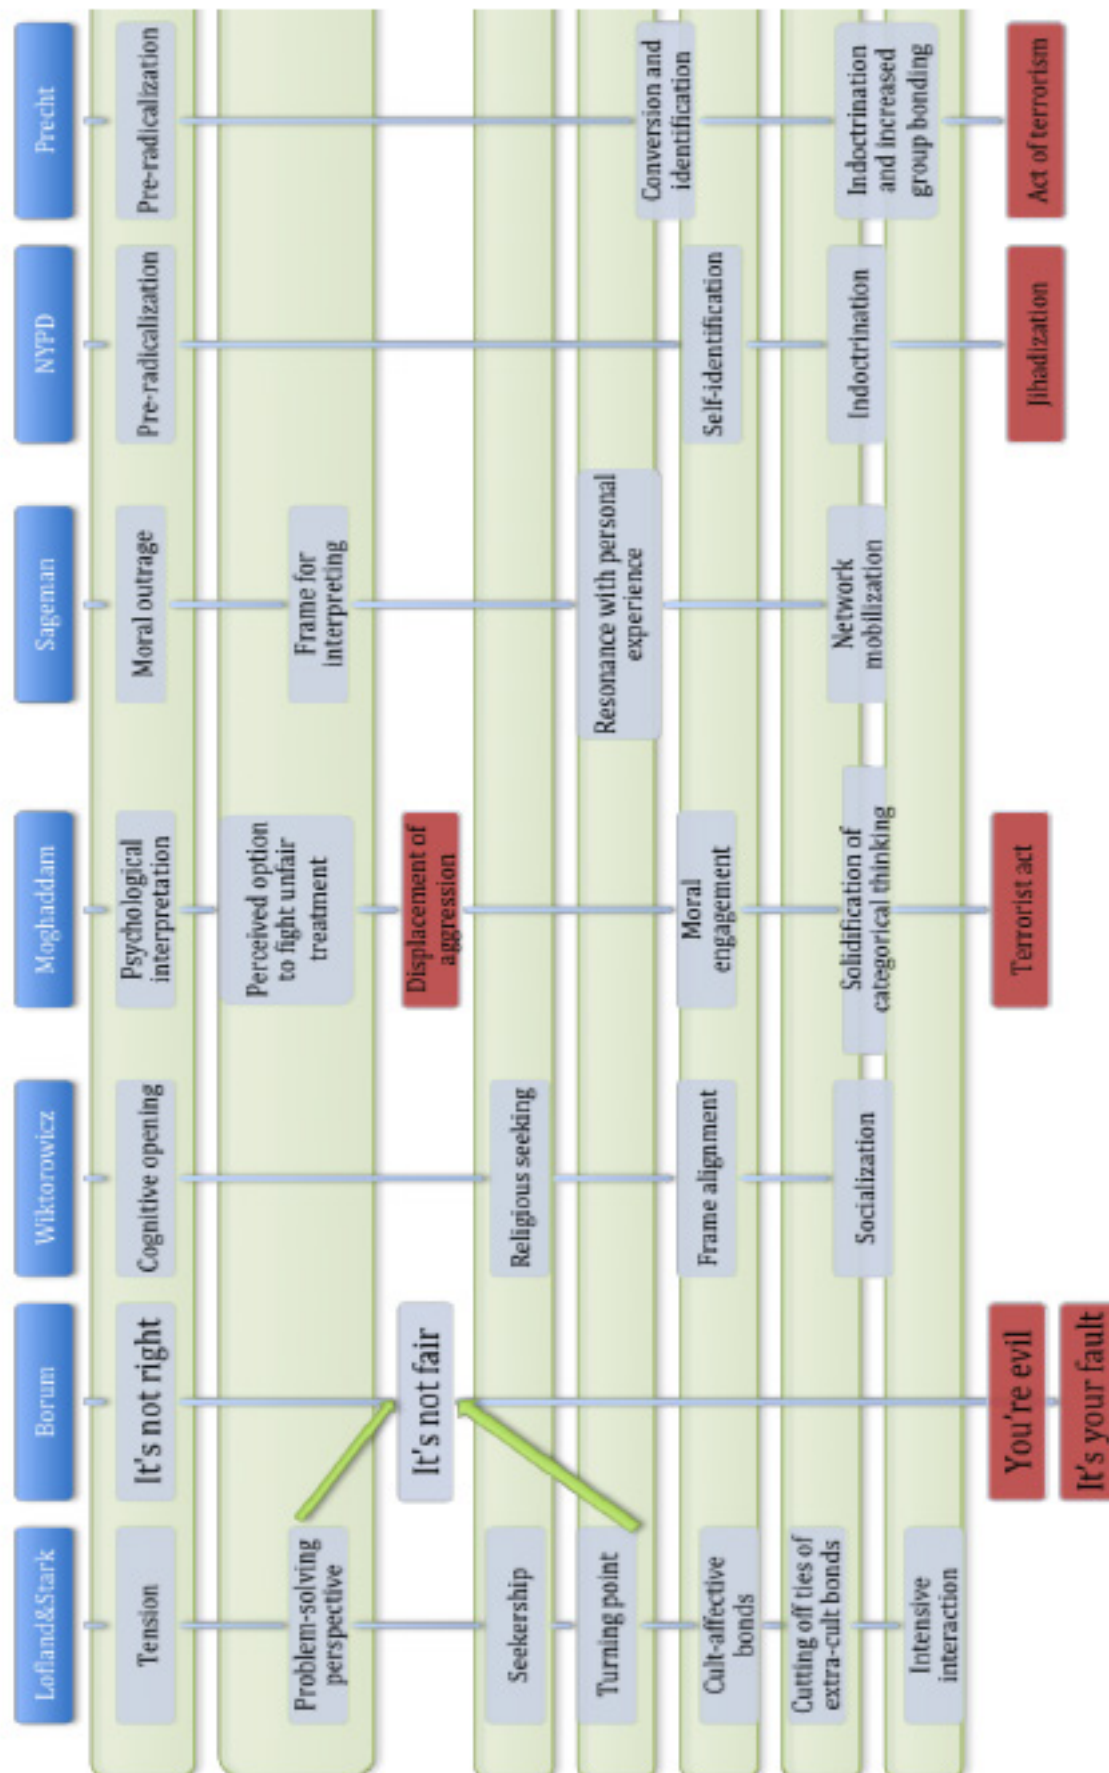 Lofland&Stark
Tension
Problem-solving
perspective
Seekership
Turning point
Cult-affective
bonds
Cutting off ties of
extra-cult bonds
Intensive
interaction
Borum
It's not right
It's not fair
You're evil
It's your fault
Wiktorowicz
Cognitive opening
Religious seeking
Frame alignment
Socialization
Moghaddam
Psychological
interpretation
Perceived option
to fight unfair
treatment
Displacement of
aggression
Moral
engagement
Solidification of
categorical thinking
Terrorist act
Sageman
Moral outrage
Frame for
interpreting
Resonance with personal
experience
Network
mobilization
NYPD
Pre-radicalization
Self-identification
Indoctrination
Jihadization
Precht
Pre-radicalization
Conversion and
identification
Indoctrination
and increased
group bonding
Act of terrorism